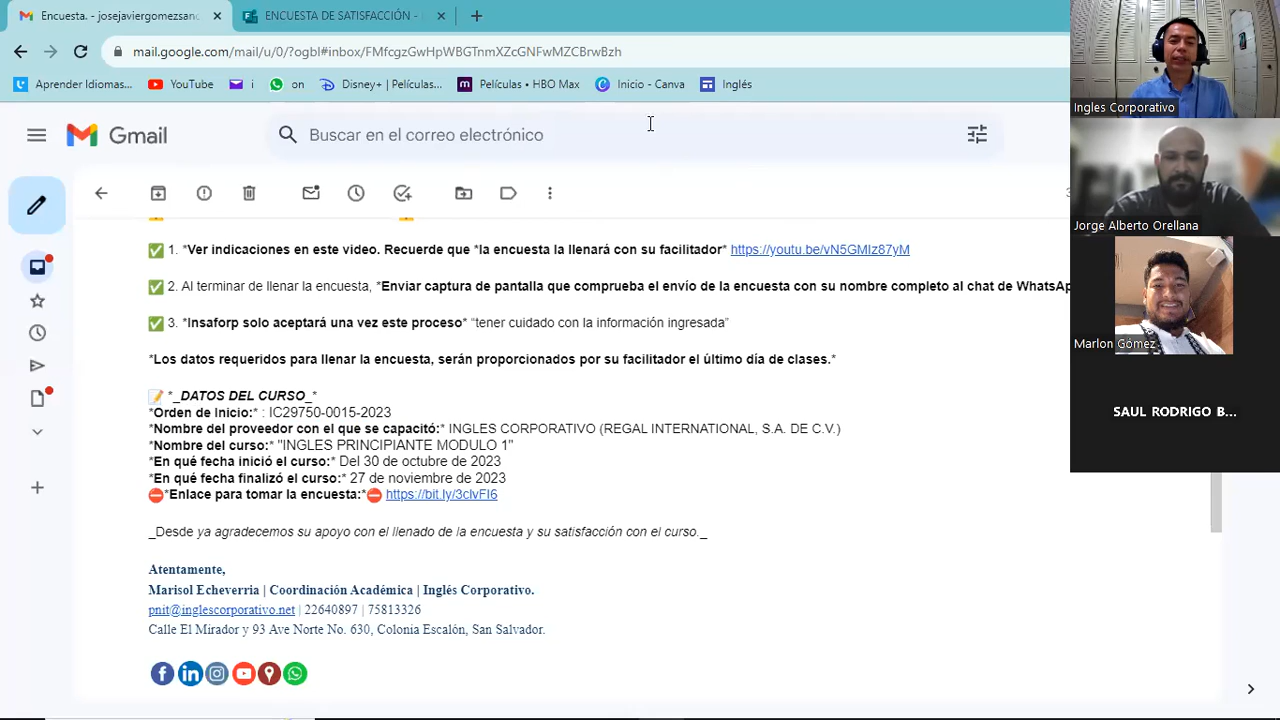 Encuesta. - josejaviergomezsanc
ENCUESTA DE SATISFACCIÓN -
Aprender Idiomas...
YouTube
i
on
Disney+ | Películas...
Películas • HBO Max
Inicio - Canva
Inglés
Gmail
Buscar en el correo electrónico
1. *Ver indicaciones en este video. Recuerde que *la encuesta la llenará con su facilitador* https://youtu.be/vN5GMIz87yM
2. Al terminar de llenar la encuesta, *Enviar captura de pantalla que comprueba el envío de la encuesta con su nombre completo al chat de WhatsAp
3. *Insaforp solo aceptará una vez este proceso* “tener cuidado con la información ingresada”
*Los datos requeridos para llenar la encuesta, serán proporcionados por su facilitador el último día de clases.*
*_DATOS DEL CURSO_*
*Orden de Inicio:* : IC29750-0015-2023
*Nombre del proveedor con el que se capacitó:* INGLES CORPORATIVO (REGAL INTERNATIONAL, S.A. DE C.V.)
*Nombre del curso:* "INGLES PRINCIPIANTE MODULO 1"
*En qué fecha inició el curso:* Del 30 de octubre de 2023
*En qué fecha finalizó el curso:* 27 de noviembre de 2023
*Enlace para tomar la encuesta:* https://bit.ly/3clvFI6
_Desde ya agradecemos su apoyo con el llenado de la encuesta y su satisfacción con el curso._
Atentamente,
Marisol Echeverria | Coordinación Académica | Inglés Corporativo.
pnit@inglescorporativo.net | 22640897 | 75813326
Calle El Mirador y 93 Ave Norte No. 630, Colonia Escalón, San Salvador.
Ingles Corporativo
Jorge Alberto Orellana
Marlon Gómez
SAUL RODRIGO B...